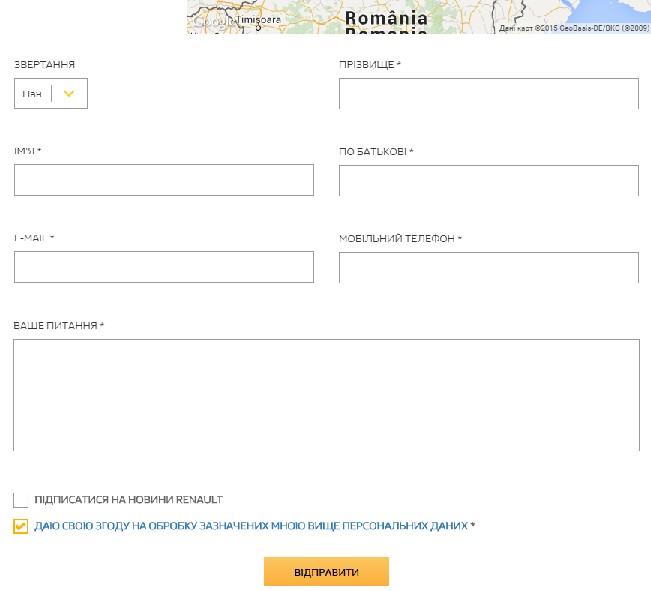 Google
Timișoara
România
Дані карт ©2015 GeoBasis-DE/BKG (©2009)
ЗВЕРТАННЯ
ПРІЗВИЩЕ *
Пан
ІМ'Я *
ПО БАТЬКОВІ *
E-MAIL *
МОБІЛЬНИЙ ТЕЛЕФОН *
ВАШЕ ПИТАННЯ *
ПІДПИСАТИСЯ НА НОВИНИ RENAULT
ДАЮ СВОЮ ЗГОДУ НА ОБРОБКУ ЗАЗНАЧЕНИХ МНОЮ ВИЩЕ ПЕРСОНАЛЬНИХ ДАНИХ *
ВІДПРАВИТИ